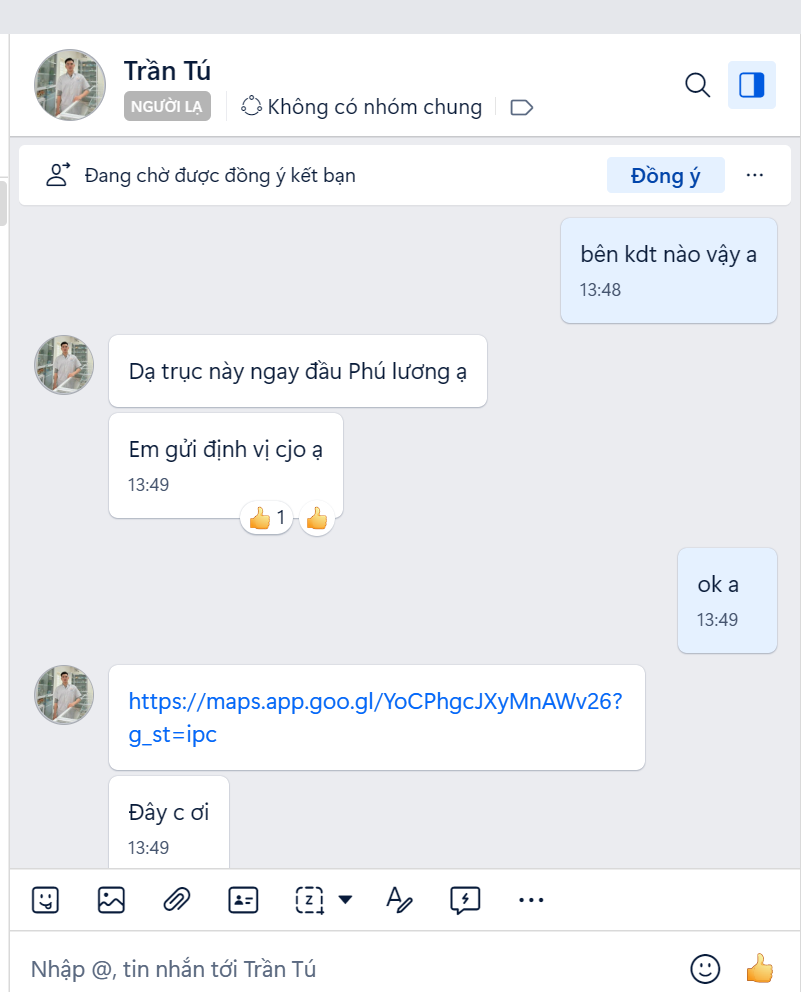 Trần Tú
NGƯỜI LẠ
Không có nhóm chung
Đang chờ được đồng ý kết bạn
Đồng ý
bên kdt nào vậy a
13:48
Dạ trục này ngay đầu Phú lương ạ
Em gửi định vị cjo ạ
13:49
1
ok a
13:49
https://maps.app.goo.gl/YoCPhgcJXyMnAWv26?
g_st=ipc
Đây c ơi
13:49
Nhập @, tin nhắn tới Trần Tú